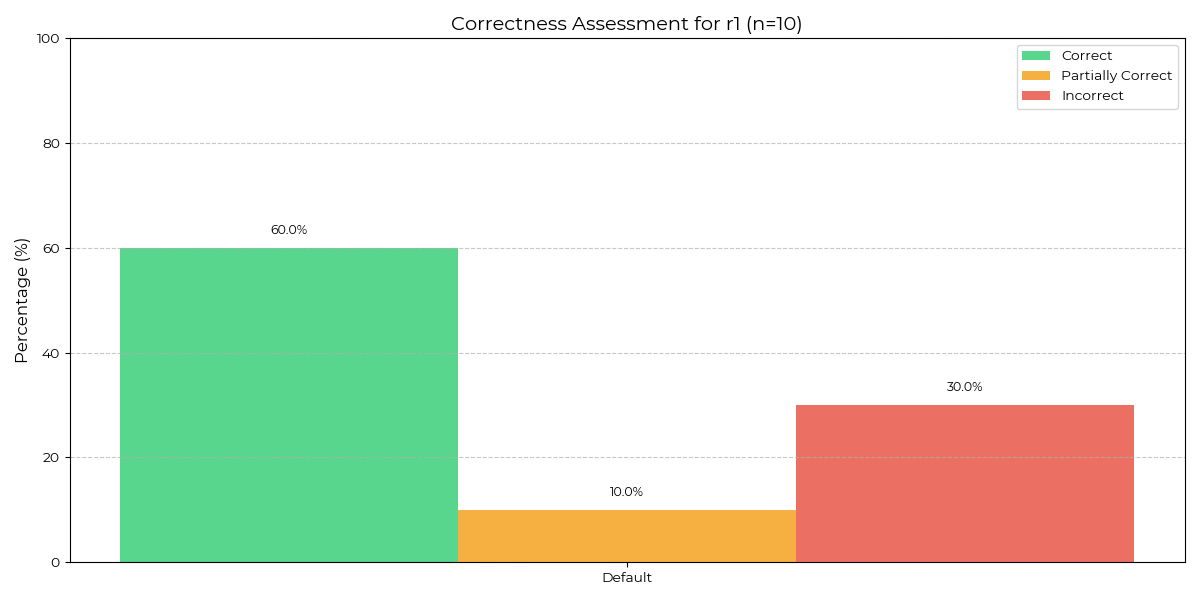 Correctness Assessment for r1 (n=10)
100
80
60
40
20
0
Percentage (%)
Correct
Partially Correct
Incorrect
60.0%
10.0%
30.0%
Default